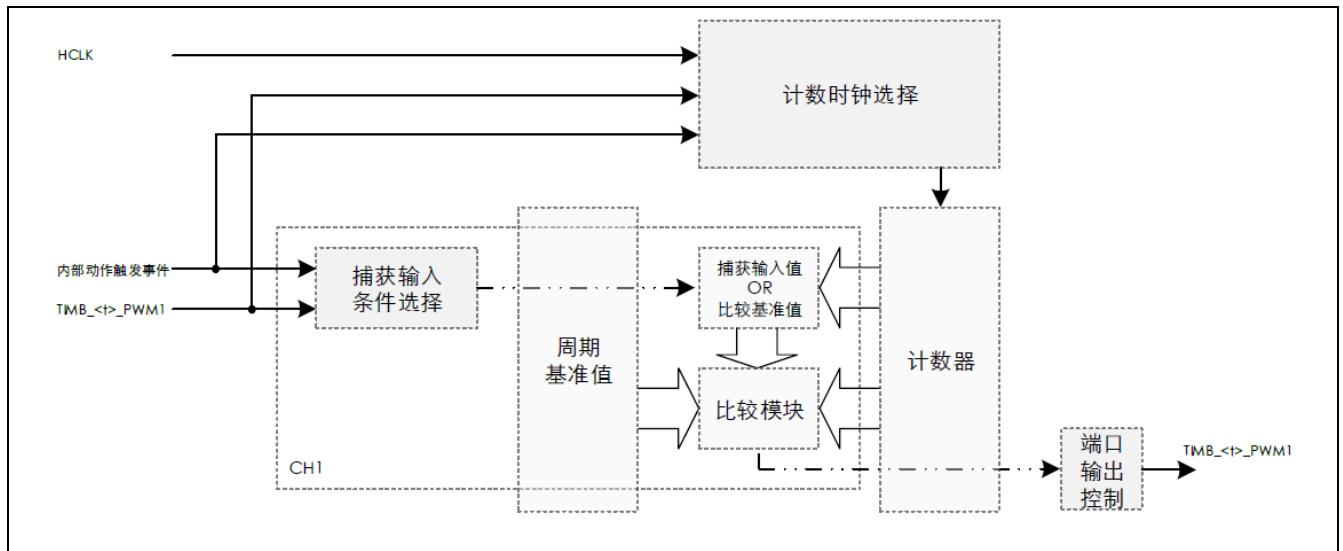 HCLK
计数时钟选择
内部动作触发事件
TIMB_<t>_PWM1
捕获输入
条件选择
周期
基准值
捕获输入值
OR
比较基准值
比较模块
计数器
CH1
端口
输出
控制
TIMB_<t>_PWM1